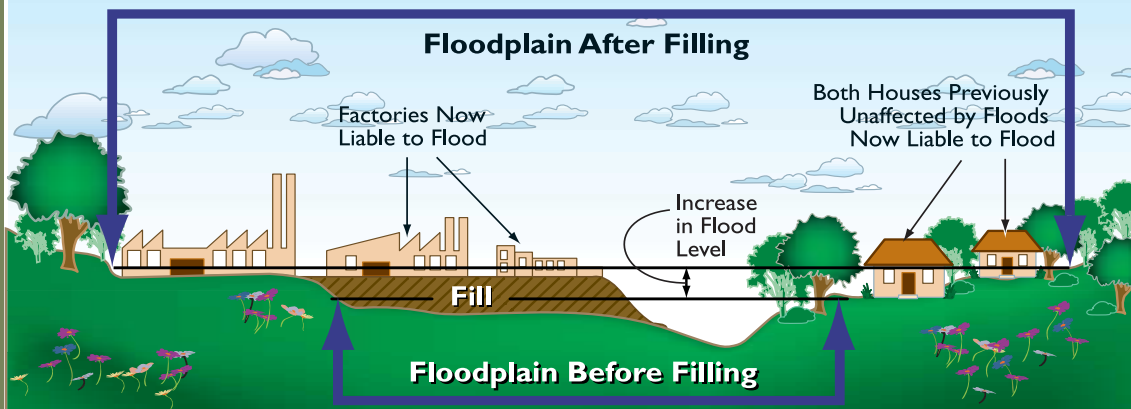 Floodplain After Filling
Factories Now
Liable to Flood
Both Houses Previously
Unaffected by Floods
Now Liable to Flood
Increase
in Flood
Level
Fill
Floodplain Before Filling